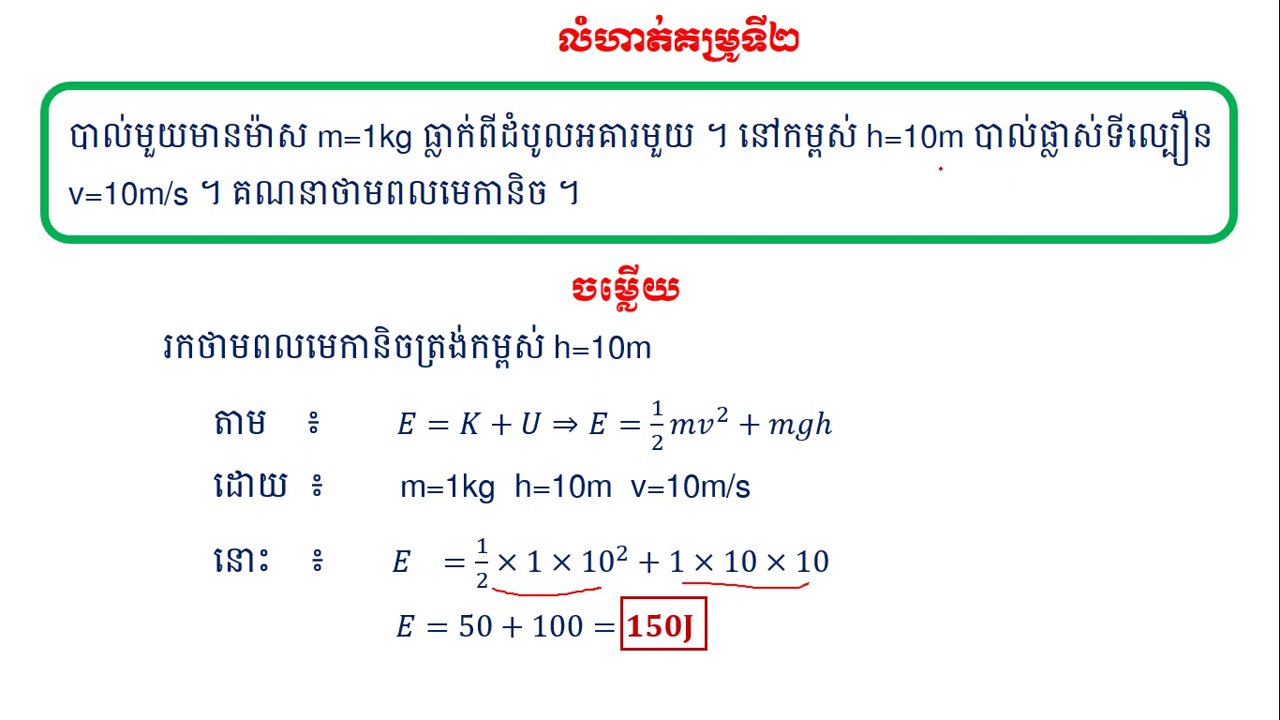 លំហាត់គម្រូទី២
បាល់មួយមានម៉ាស m=1kg ធ្លាក់ពីដំបូលអគារមួយ ។ នៅកម្ពស់ h=10m បាល់ផ្លាស់ទីល្បឿន
v=10m/s ។ គណនាថាមពលមេកានិច ។
ចម្លើយ
រកថាមពលមេកានិចត្រង់កម្ពស់ h=10m
តាម ៖ E = K + U ⇒ E = 1/2 mv² + mgh
ដោយ ៖ m=1kg h=10m v=10m/s
នោះ ៖ E = 1/2 × 1 × 10² + 1 × 10 × 10
E = 50 + 100 = 150J